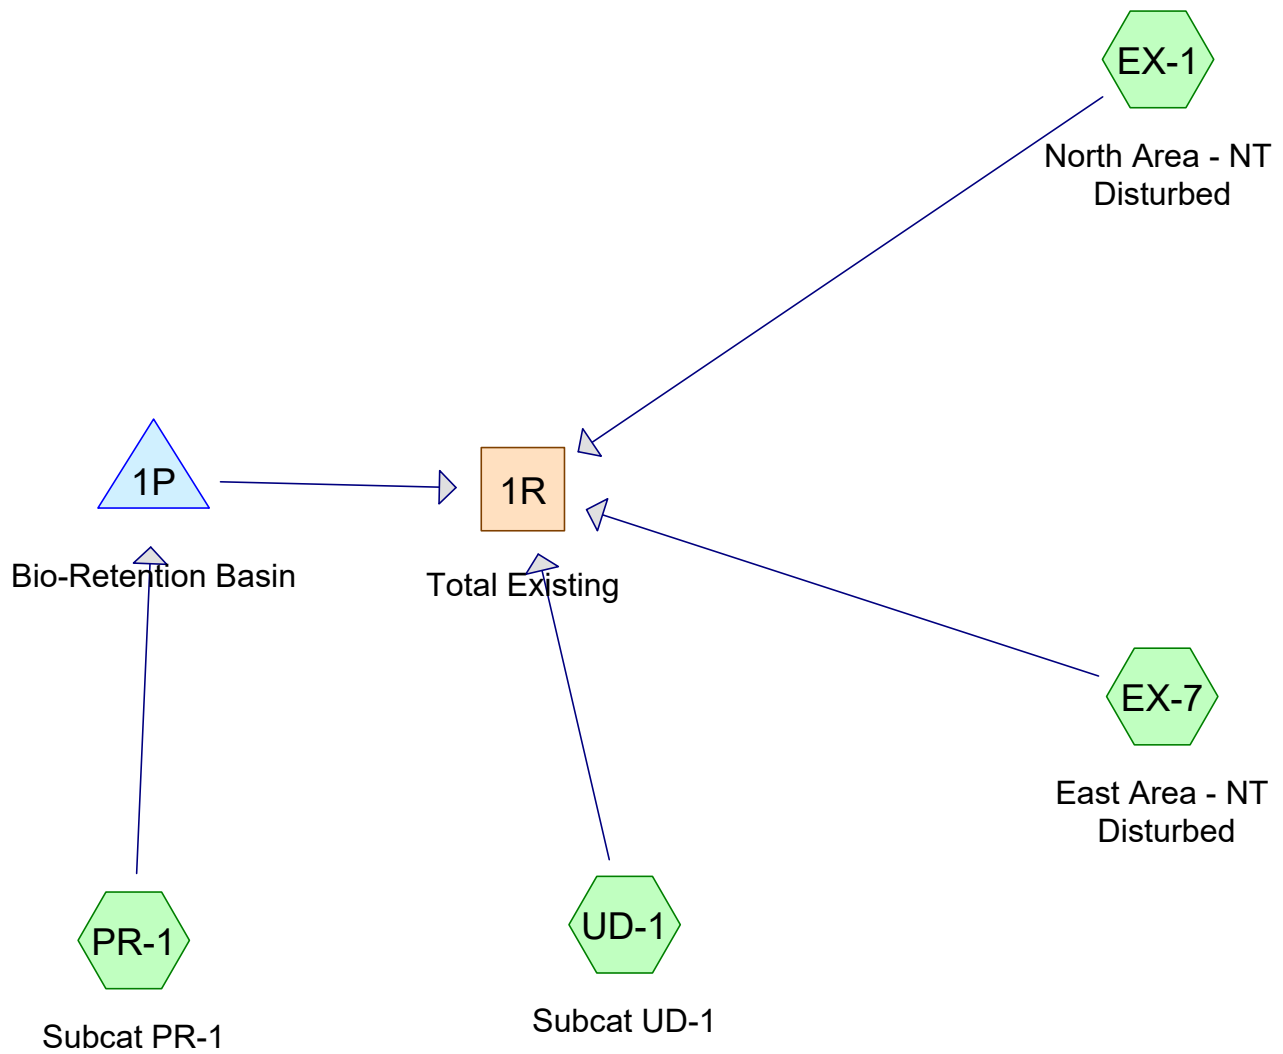 EX-1
North Area - NT
Disturbed
1P
Bio-Retention Basin
1R
Total Existing
EX-7
East Area - NT
Disturbed
PR-1
Subcat PR-1
UD-1
Subcat UD-1